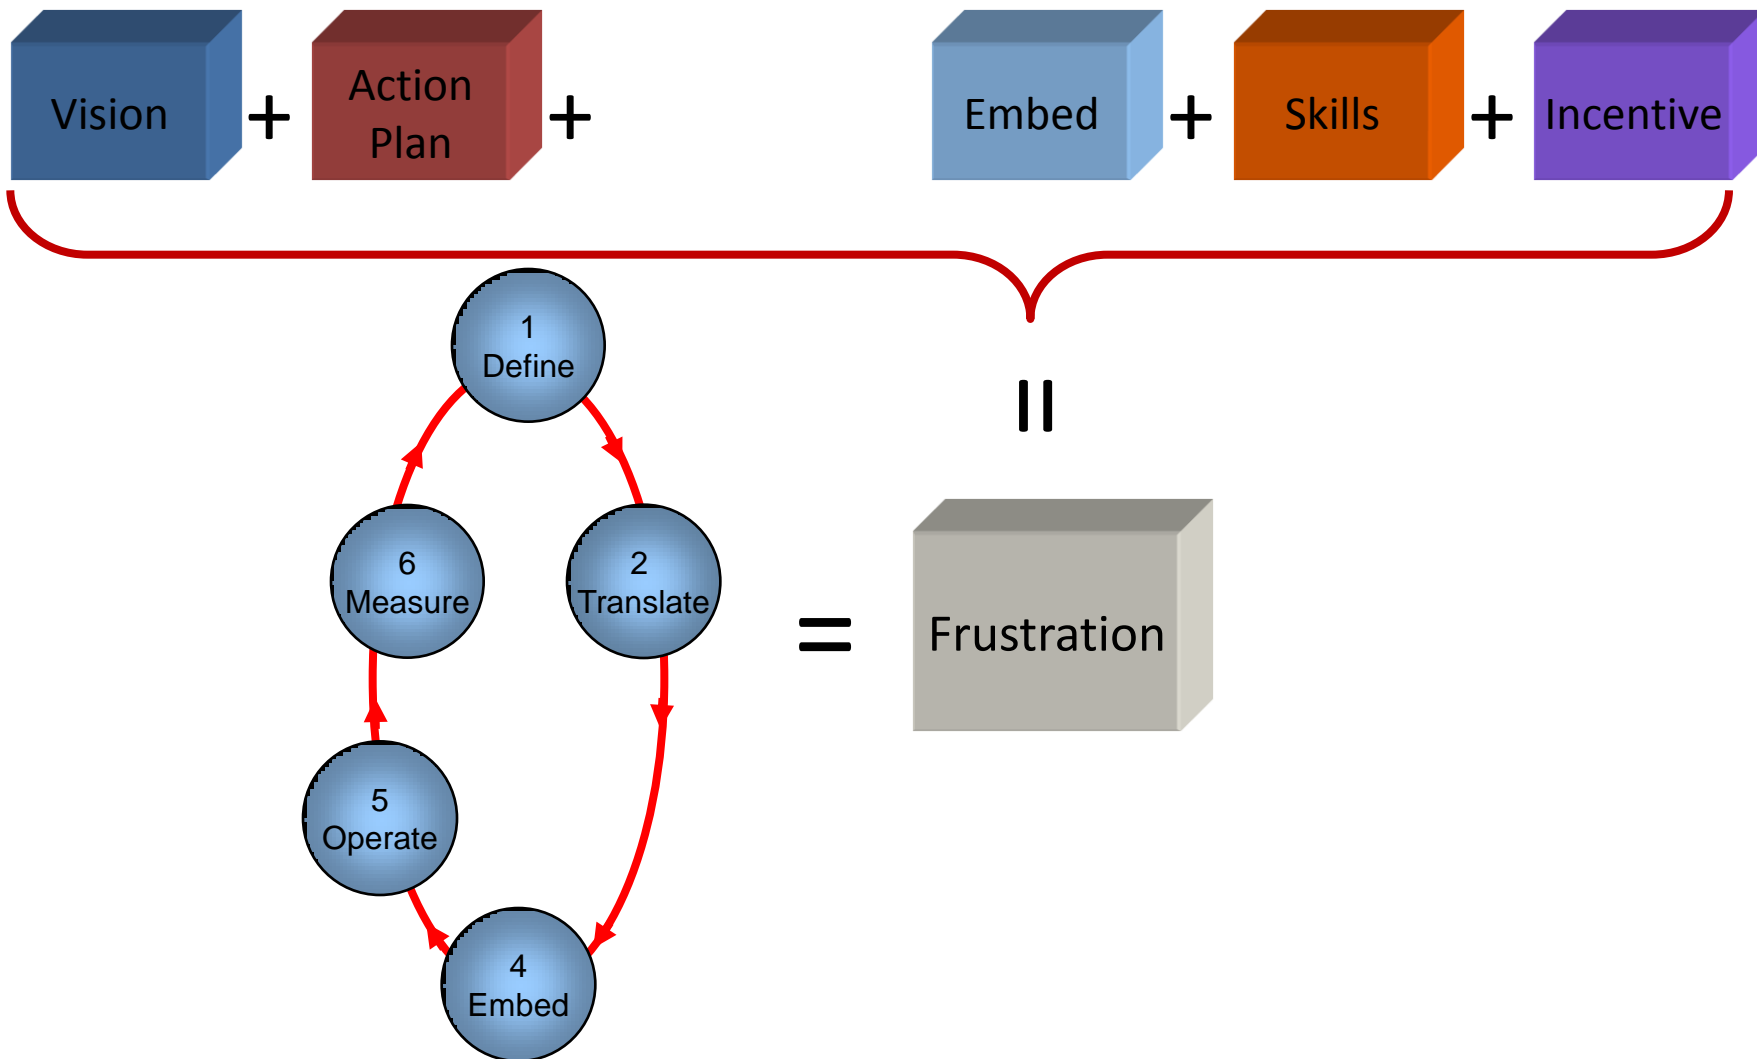 Vision
+
Action
Plan
+
Embed
+
Skills
+
Incentive
=
1
Define
6
Measure
2
Translate
=
Frustration
5
Operate
4
Embed